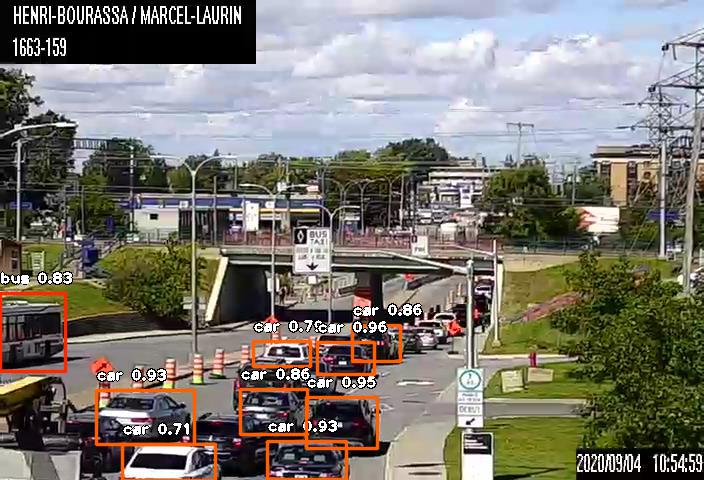 HENRI-BOURASSA / MARCEL-LAURIN
1663-159
BUS
TAXI
bus 0.83
car 0.86
car 0.96
car 0.93
car 0.86
car 0.95
car 0.71
car 0.93
DÉBUT
2020/09/04 10:54:59